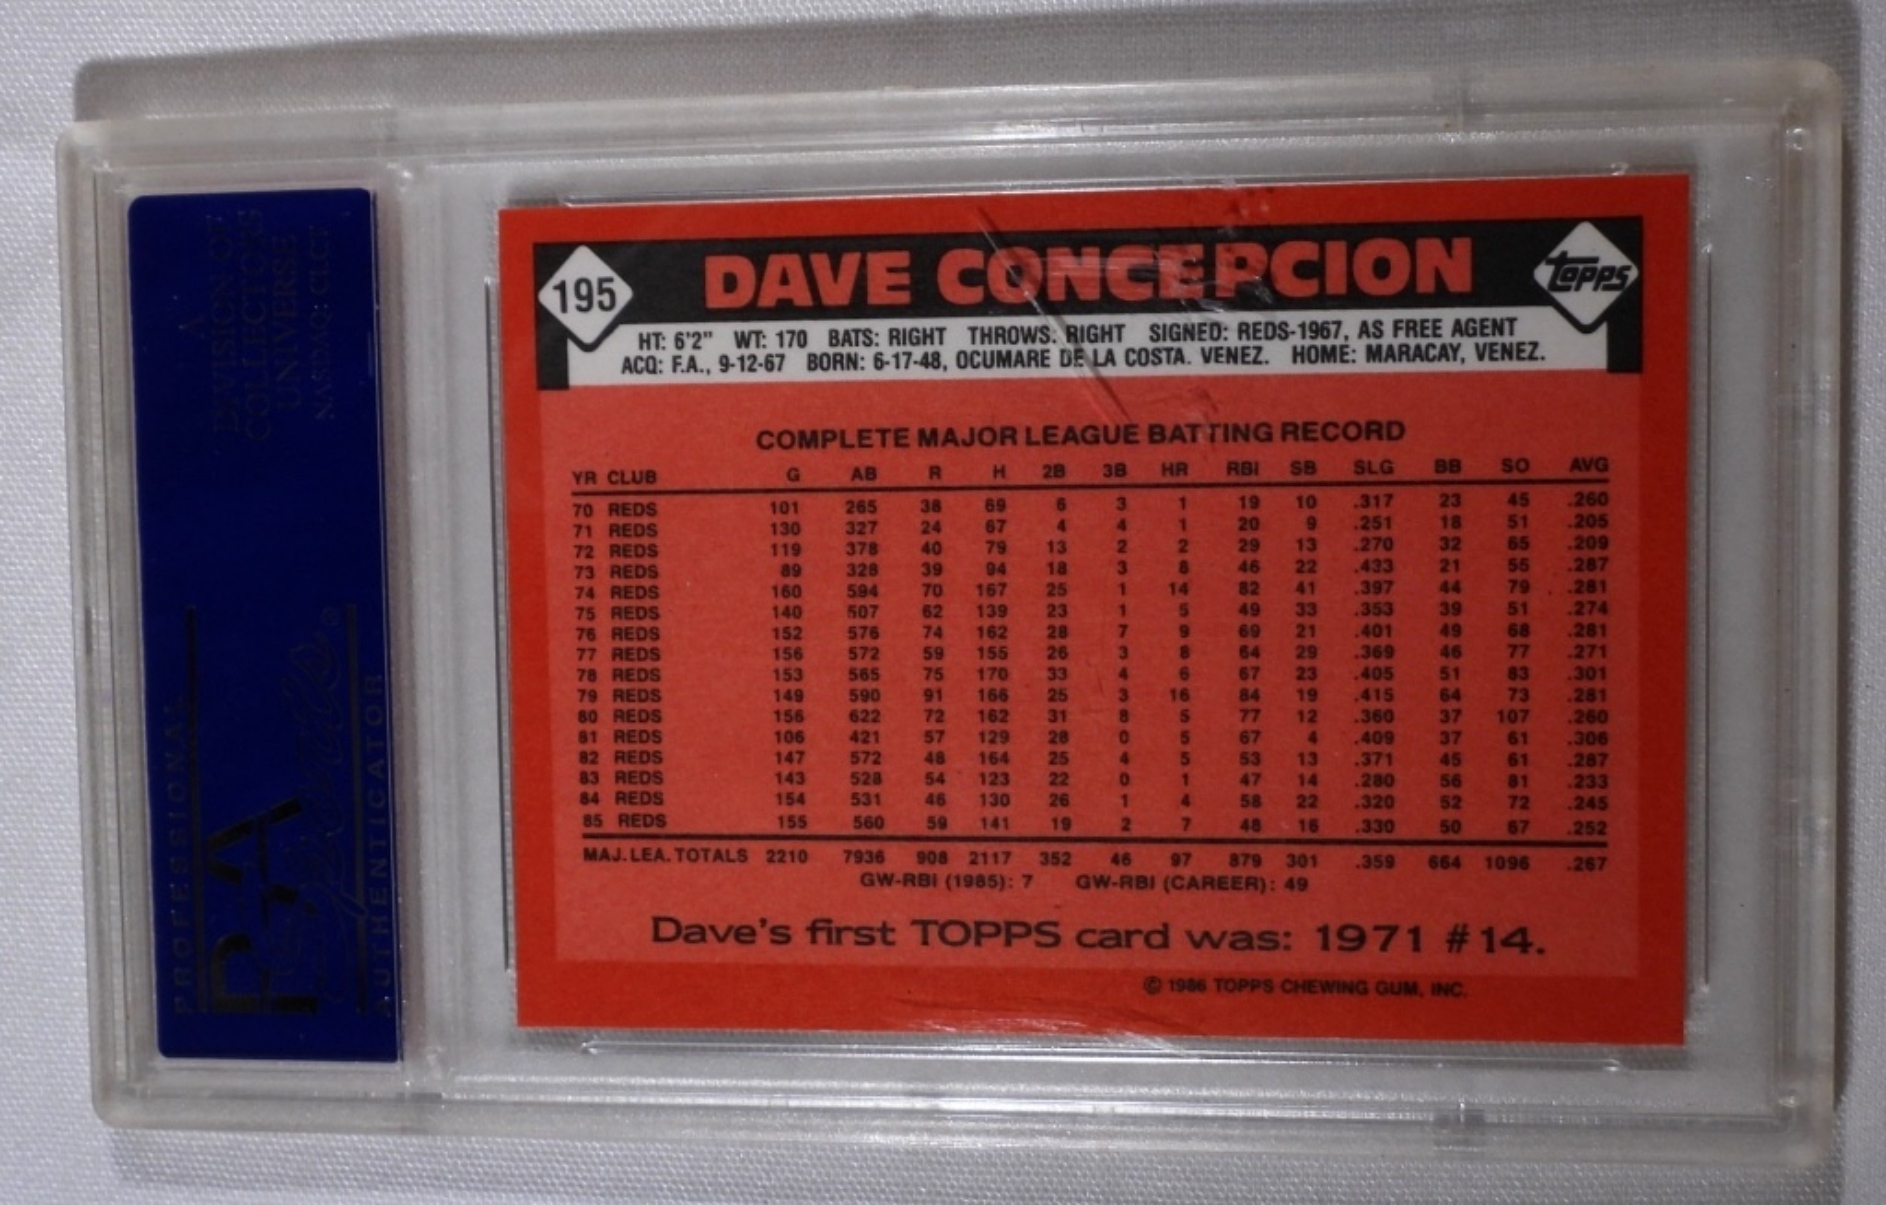 195
DAVE CONCEPCION
TOPPS
HT: 6'2" WT: 170 BATS: RIGHT THROWS: RIGHT SIGNED: REDS-1967, AS FREE AGENT
ACQ: F.A., 9-12-67 BORN: 6-17-48, OCUMARE DE LA COSTA. VENEZ. HOME: MARACAY, VENEZ.
COMPLETE MAJOR LEAGUE BATTING RECORD
YR CLUB G AB R H 2B 3B HR RBI SB SLG BB SO AVG
70 REDS 101 265 38 69 6 3 1 19 10 .317 23 45 .260
71 REDS 130 327 24 67 4 4 1 20 9 .251 18 51 .205
72 REDS 119 378 40 79 13 2 2 29 13 .270 32 65 .209
73 REDS 89 328 39 94 18 3 8 46 22 .433 21 55 .287
74 REDS 160 594 70 167 25 1 14 82 41 .397 44 79 .281
75 REDS 140 507 62 139 23 1 5 49 33 .353 39 51 .274
76 REDS 152 576 74 162 28 7 9 69 21 .401 49 68 .281
77 REDS 156 572 59 155 26 3 8 64 29 .369 46 77 .271
78 REDS 153 565 75 170 33 4 6 67 23 .405 51 83 .301
79 REDS 149 590 91 166 25 3 16 84 19 .415 64 73 .281
80 REDS 156 622 72 162 31 8 5 77 12 .360 37 107 .260
81 REDS 106 421 57 129 28 0 5 67 4 .409 37 61 .306
82 REDS 147 572 48 164 25 4 5 53 13 .371 45 61 .287
83 REDS 143 528 54 123 22 0 1 47 14 .280 56 81 .233
84 REDS 154 531 46 130 26 1 4 58 22 .320 52 72 .245
85 REDS 155 560 59 141 19 2 7 48 16 .330 50 67 .252
MAJ. LEA. TOTALS 2210 7936 908 2117 352 46 97 879 301 .359 664 1096 .267
GW-RBI (1985): 7 GW-RBI (CAREER): 49
Dave's first TOPPS card was: 1971 #14.
© 1986 TOPPS CHEWING GUM, INC.
PROFESSIONAL
AUTHENTICATOR
A
DIVISION OF
COLLECTORS
UNIVERSE
NASDAQ: CLCT